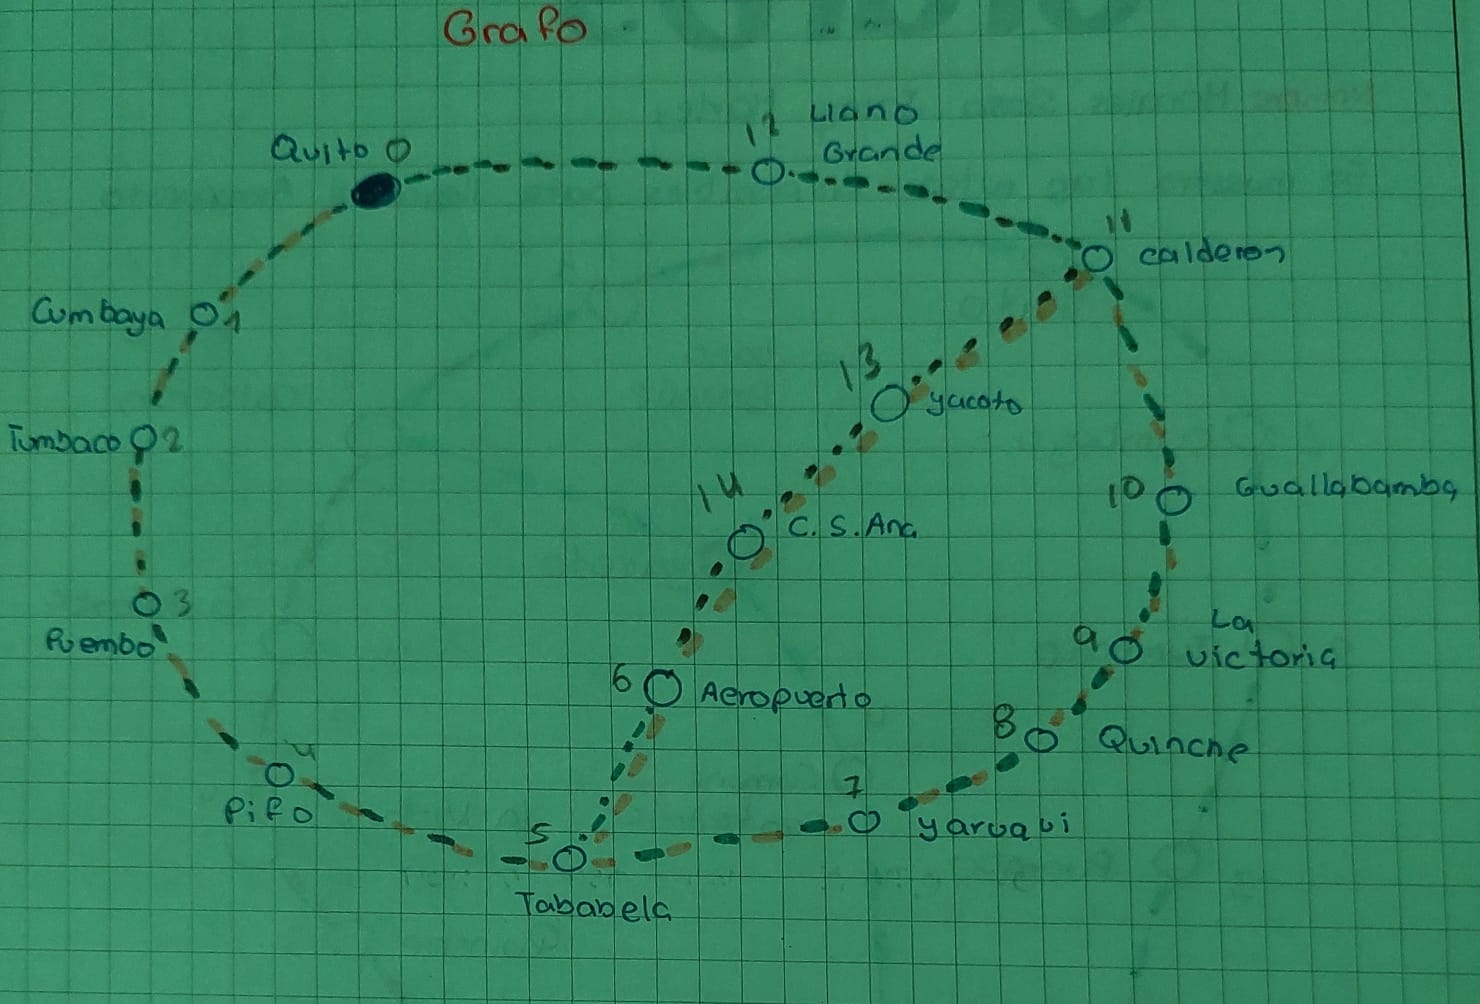 Grafo
Quito 0
12 Llano
Grande
11
Calderon
Cumbaya 1
13
yacoto
Tumbaco 2
14
C. S. Ana
10 Guallabamba
3
Puembo
9 La
victoria
6 Aeropuerto
8 Quinche
4
Pifo
7
yaruqui
5
Tababela